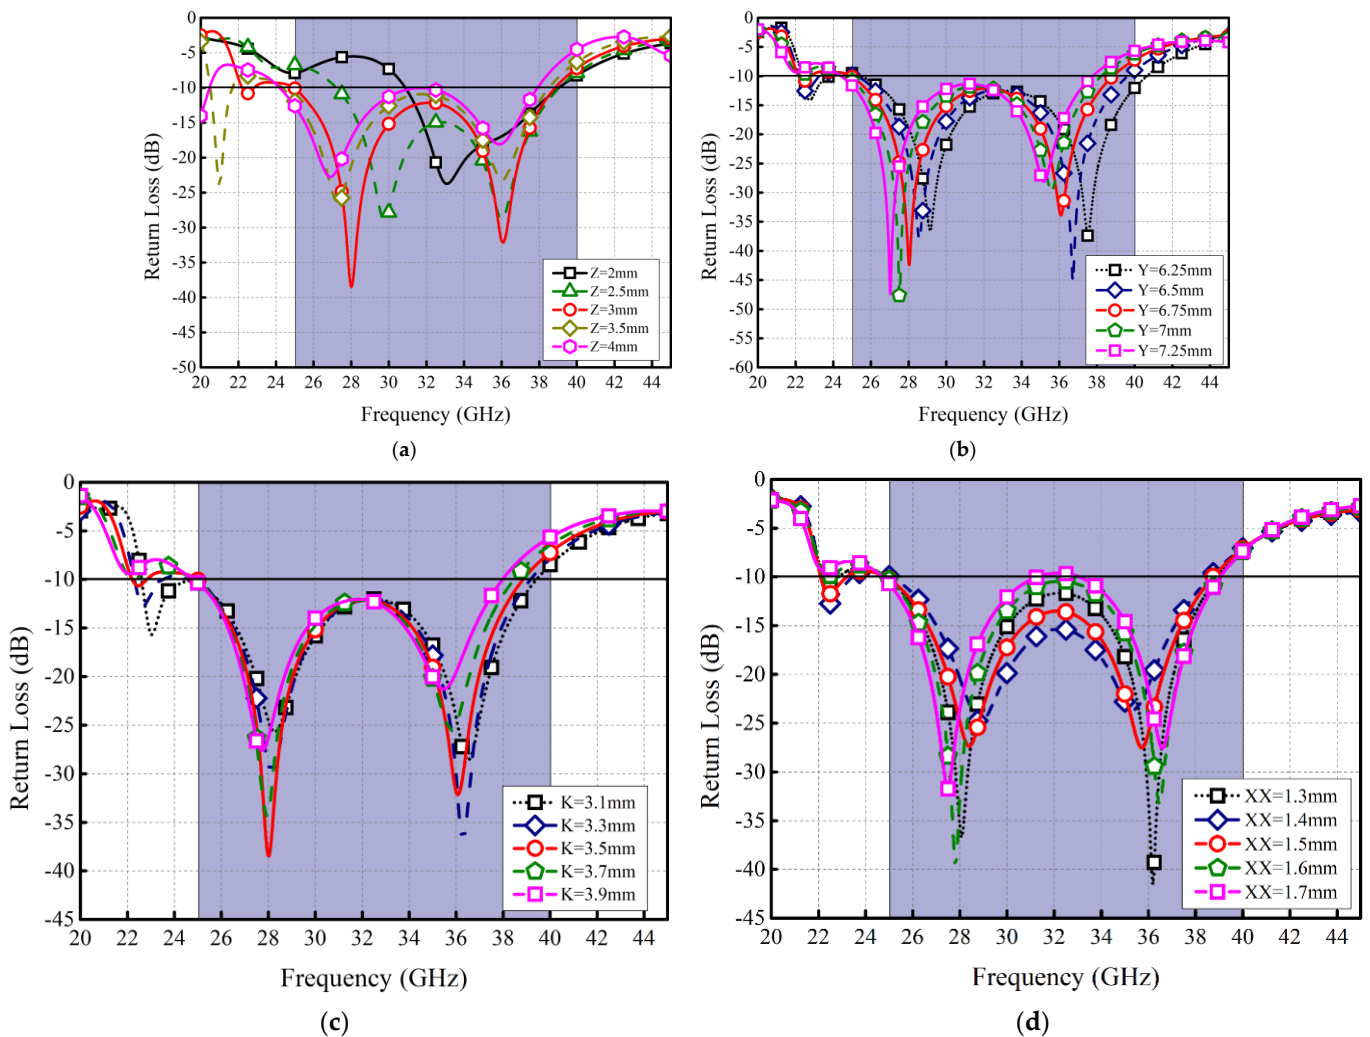 0
-5
-10
-15
-20
-25
-30
-35
-40
-45
-50
Return Loss (dB)
20 22 24 26 28 30 32 34 36 38 40 42 44
Frequency (GHz)
Z=2mm
Z=2.5mm
Z=3mm
Z=3.5mm
Z=4mm
(a)
0
-5
-10
-15
-20
-25
-30
-35
-40
-45
-50
-55
-60
Return Loss (dB)
20 22 24 26 28 30 32 34 36 38 40 42 44
Frequency (GHz)
Y=6.25mm
Y=6.5mm
Y=6.75mm
Y=7mm
Y=7.25mm
(b)
0
-5
-10
-15
-20
-25
-30
-35
-40
-45
Return Loss (dB)
20 22 24 26 28 30 32 34 36 38 40 42 44
Frequency (GHz)
K=3.1mm
K=3.3mm
K=3.5mm
K=3.7mm
K=3.9mm
(c)
0
-5
-10
-15
-20
-25
-30
-35
-40
-45
Return Loss (dB)
20 22 24 26 28 30 32 34 36 38 40 42 44
Frequency (GHz)
XX=1.3mm
XX=1.4mm
XX=1.5mm
XX=1.6mm
XX=1.7mm
(d)